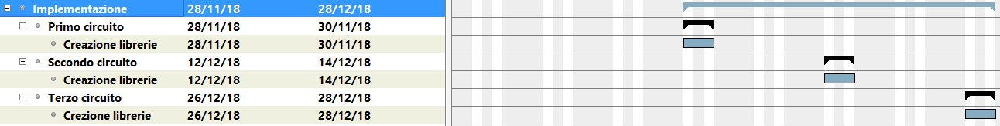 Implementazione 28/11/18 28/12/18
Primo circuito 28/11/18 30/11/18
Creazione librerie 28/11/18 30/11/18
Secondo circuito 12/12/18 14/12/18
Creazione librerie 12/12/18 14/12/18
Terzo circuito 26/12/18 28/12/18
Crezione librerie 26/12/18 28/12/18